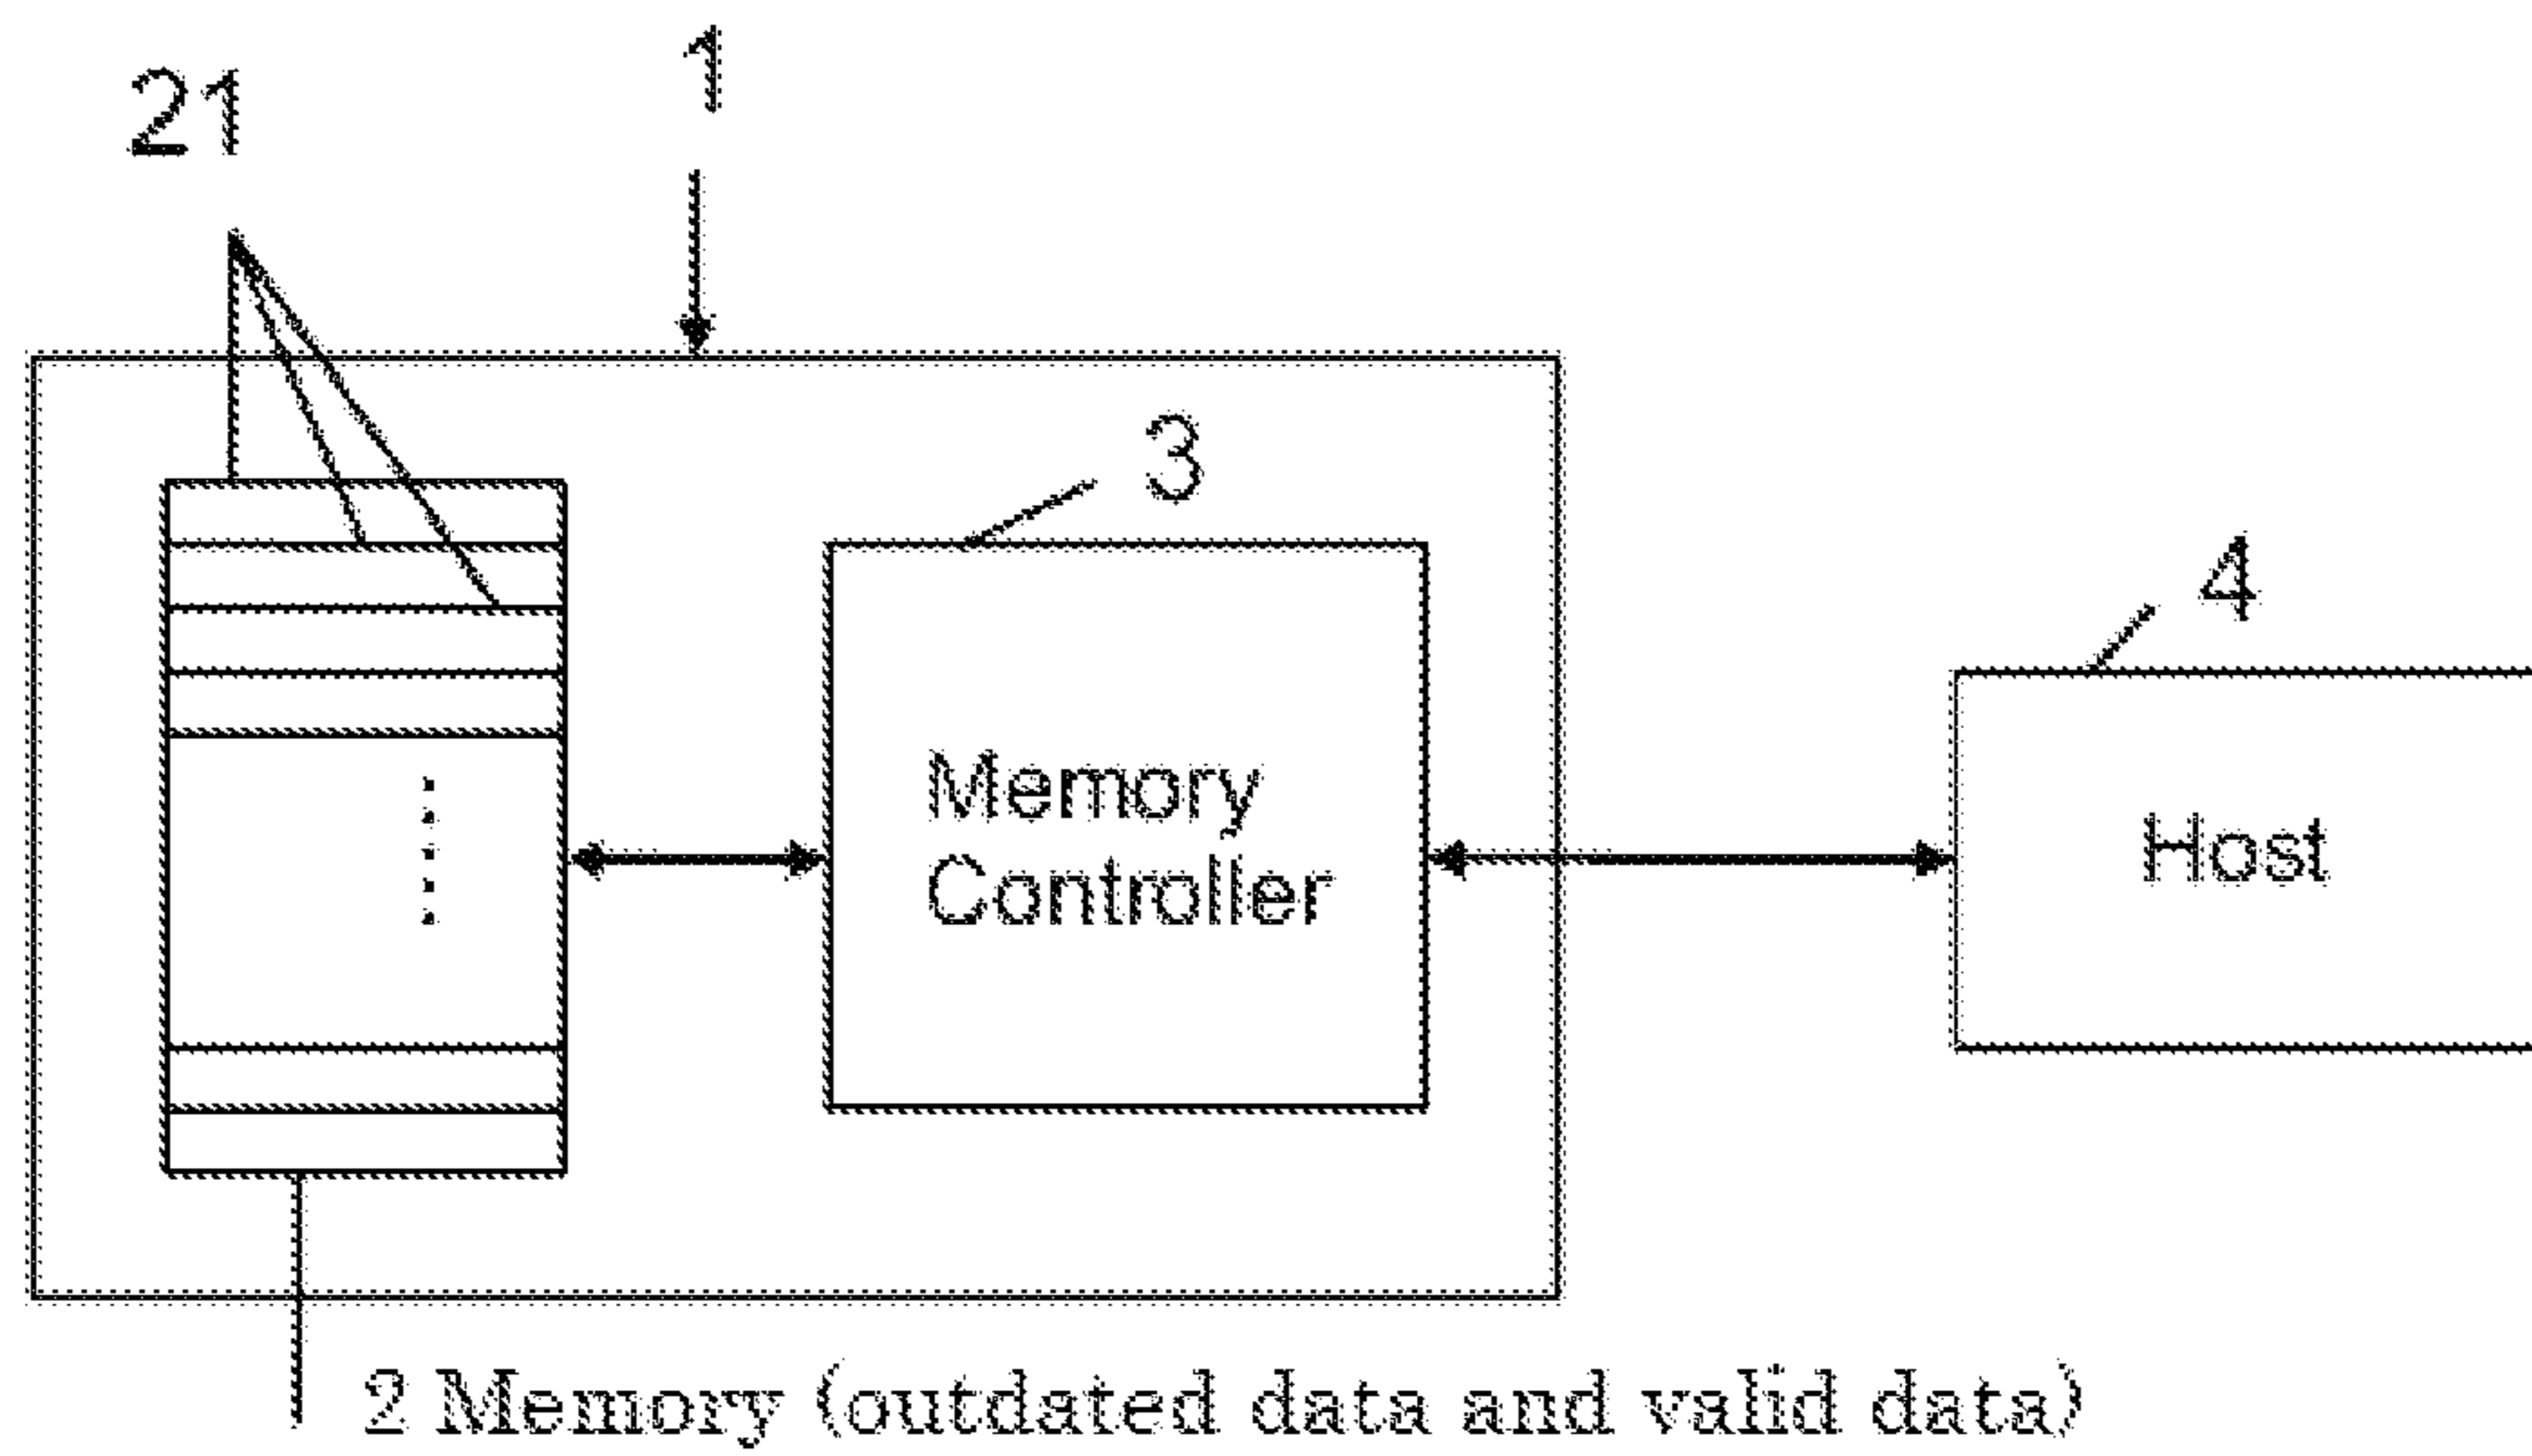 1
21
3
4
Memory
Controller
Host
2 Memory (outdated data and valid data)